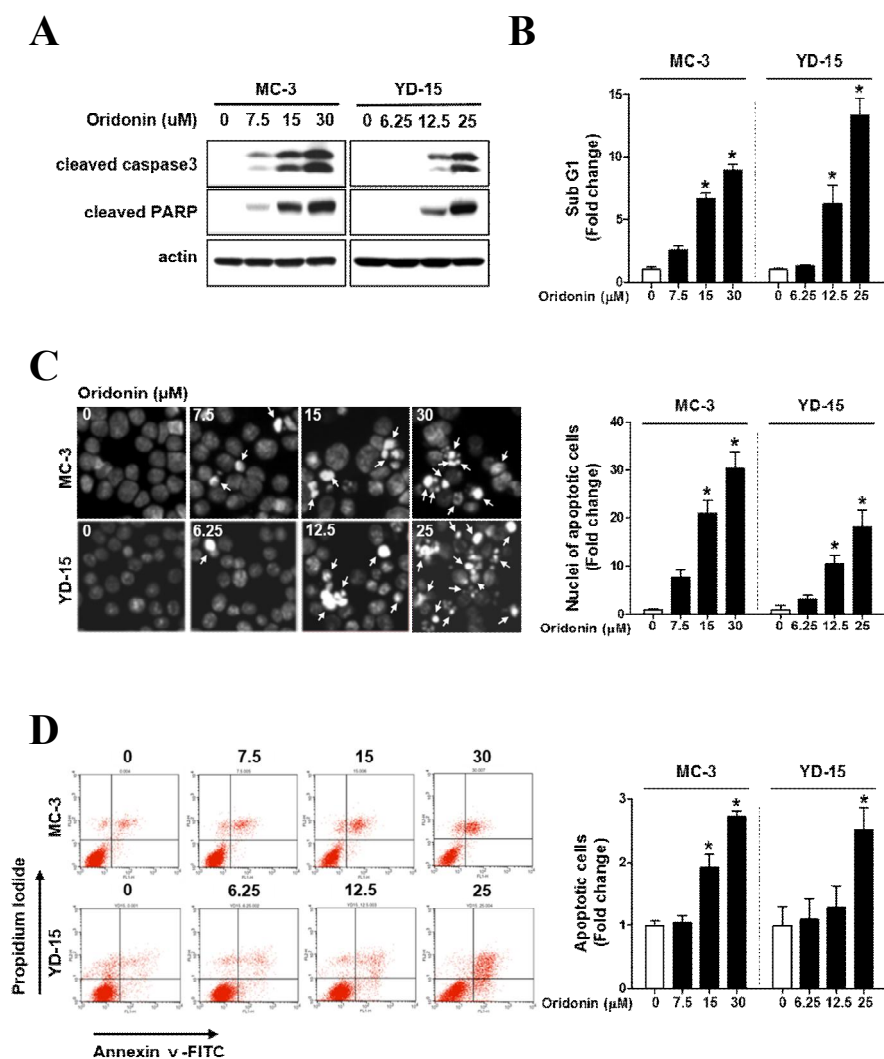 A
MC-3 YD-15
Oridonin (uM) 0 7.5 15 30 0 6.25 12.5 25
cleaved caspase3
cleaved PARP
actin
B
MC-3 YD-15
Sub G1
(Fold change)
15
10
5
0
Oridonin (μM) 0 7.5 15 30 0 6.25 12.5 25
* * * *
C
Oridonin (μM)
MC-3
0 7.5 15 30
YD-15
0 6.25 12.5 25
MC-3 YD-15
Nuclei of apoptotic cells
(Fold change)
40
30
20
10
0
Oridonin (μM) 0 7.5 15 30 0 6.25 12.5 25
* * * *
D
0 7.5 15 30
MC-3
0 6.25 12.5 25
YD-15
Propidium Iodide
Annexin v -FITC
MC-3 YD-15
Apoptotic cells
(Fold change)
3
2
1
0
Oridonin (μM) 0 7.5 15 30 0 6.25 12.5 25
* * *